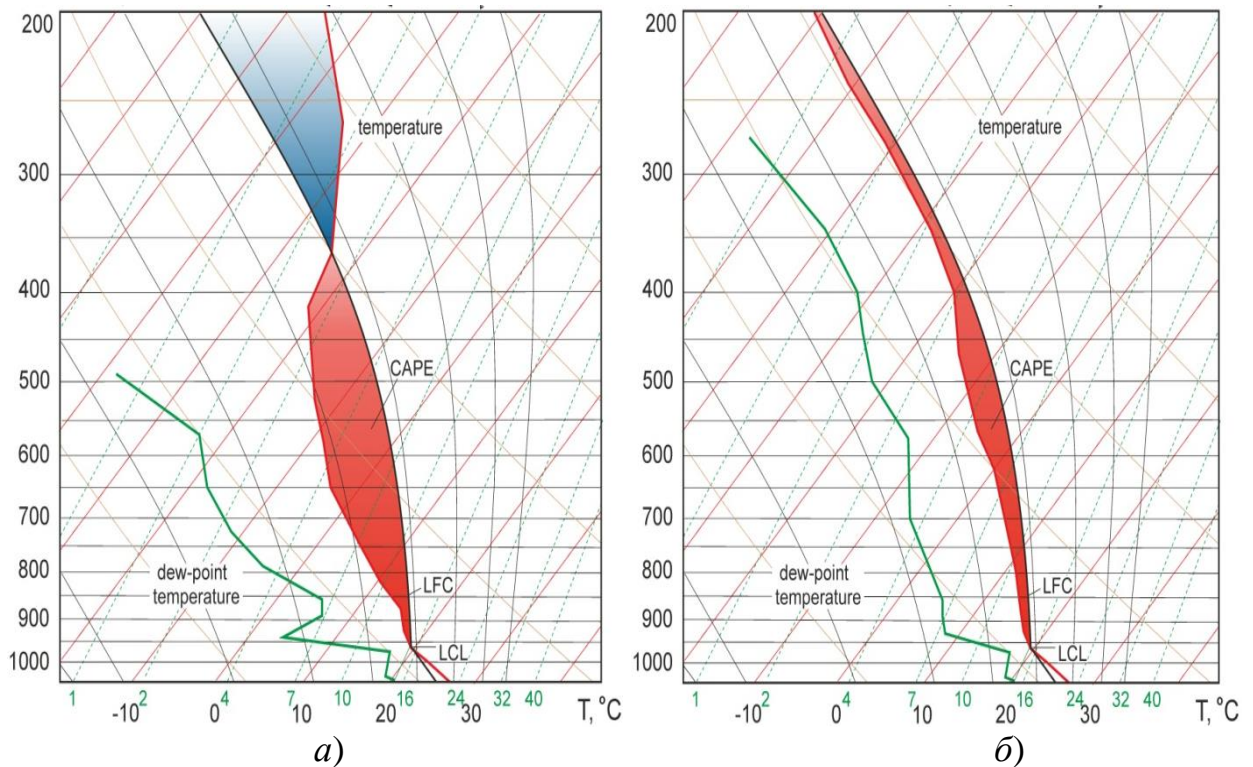 200
300
400
500
600
700
800
900
1000
temperature
CAPE
LFC
LCL
dew-point
temperature
1 2 4 7 10 16 24 32 40
-10 0 10 20 30 T, °C
а)
200
300
400
500
600
700
800
900
1000
temperature
CAPE
LFC
LCL
dew-point
temperature
1 2 4 7 10 16 24 32 40
-10 0 10 20 30 T, °C
б)